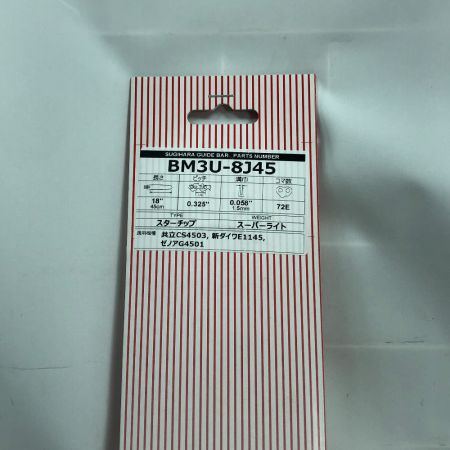 SUGIHARA GUIDE BAR PARTS NUMBER
BM3U-8J45
長さ ピッチ 溝巾 コマ数
18" 0.325" 0.058" 72E
45cm 1.5mm
TYPE WEIGHT
スターチップ スーパーライト
適用機種 共立CS4503, 新ダイワE1145,
ゼノアG4501